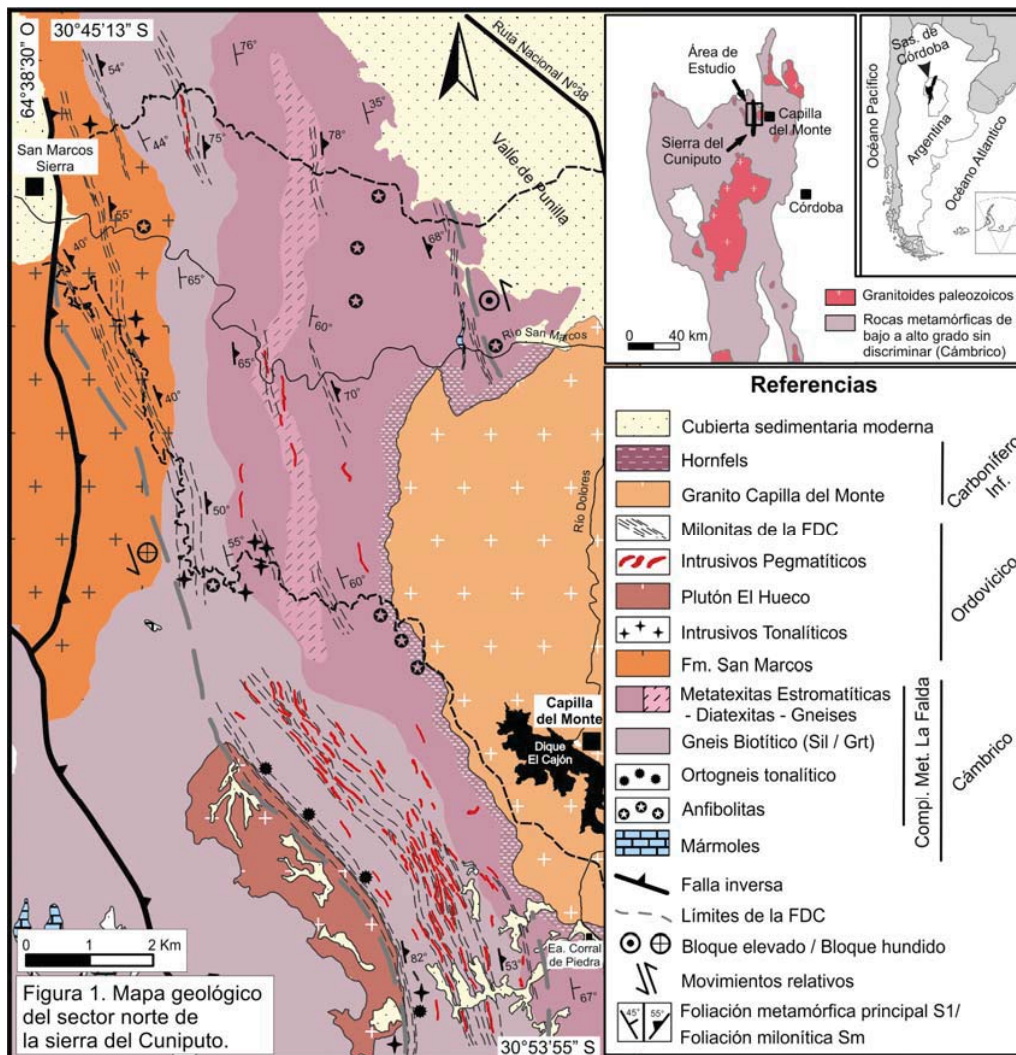 64°38'30" O
30°45'13" S
76°
Ruta Nacional Nº38
54°
35°
44°
75°
78°
San Marcos
Sierra
Valle de Punilla
55°
40°
68°
65°
60°
Río San Marcos
65°
70°
40°
50°
55°
60°
Río Dolores
Capilla
del Monte
Dique
El Cajón
Ea. Corral
de Piedra
82°
53°
67°
0 1 2 Km
Figura 1. Mapa geológico
del sector norte de
la sierra del Cuniputo.
30°53'55" S
Área de
Estudio
Capilla
del Monte
Sierra del
Cuniputo
Córdoba
0 40 km
Sas. de
Córdoba
Océano Pacífico
Argentina
Océano Atlantico
Granitoides paleozoicos
Rocas metamórficas de
bajo a alto grado sin
discriminar (Cámbrico)
Referencias
Cubierta sedimentaria moderna
Hornfels
Granito Capilla del Monte
Carbonífero
Inf.
Milonitas de la FDC
Intrusivos Pegmatíticos
Plutón El Hueco
Intrusivos Tonalíticos
Fm. San Marcos
Ordovícico
Metatexitas Estromatíticas
- Diatexitas - Gneises
Gneis Biotítico (Sil / Grt)
Ortogneis tonalítico
Anfibolitas
Compl. Met. La Falda
Mármoles
Cámbrico
Falla inversa
Límites de la FDC
Bloque elevado / Bloque hundido
Movimientos relativos
45° 55°
Foliación metamórfica principal S1/
Foliación milonítica Sm